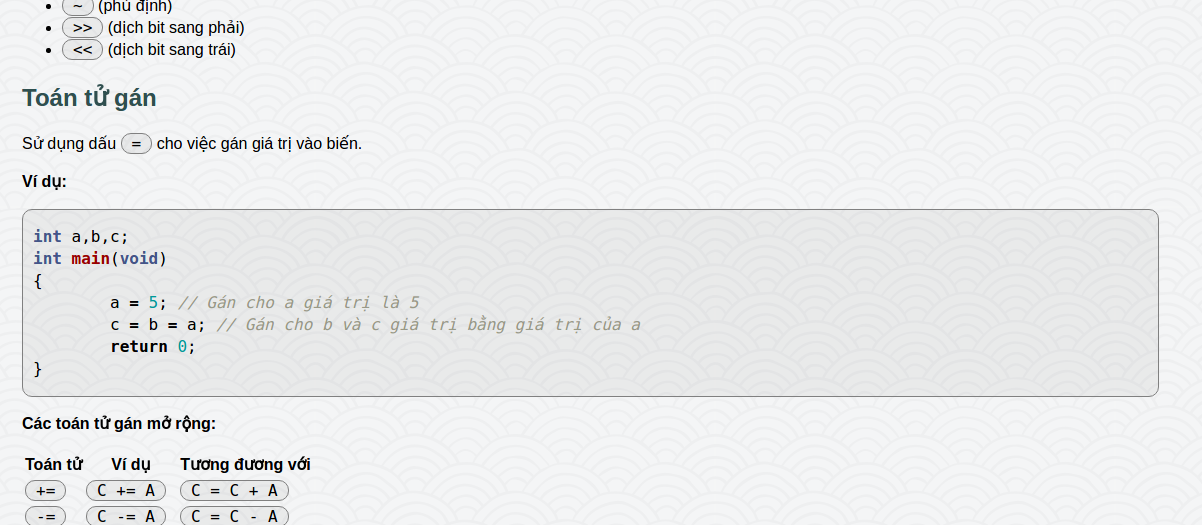 ~ (phủ định)
>> (dịch bit sang phải)
<< (dịch bit sang trái)
Toán tử gán
Sử dụng dấu = cho việc gán giá trị vào biến.
Ví dụ:
int a,b,c;
int main(void)
{
a = 5; // Gán cho a giá trị là 5
c = b = a; // Gán cho b và c giá trị bằng giá trị của a
return 0;
}
Các toán tử gán mở rộng:
Toán tử Ví dụ Tương đương với
+= C += A C = C + A
-= C -= A C = C - A